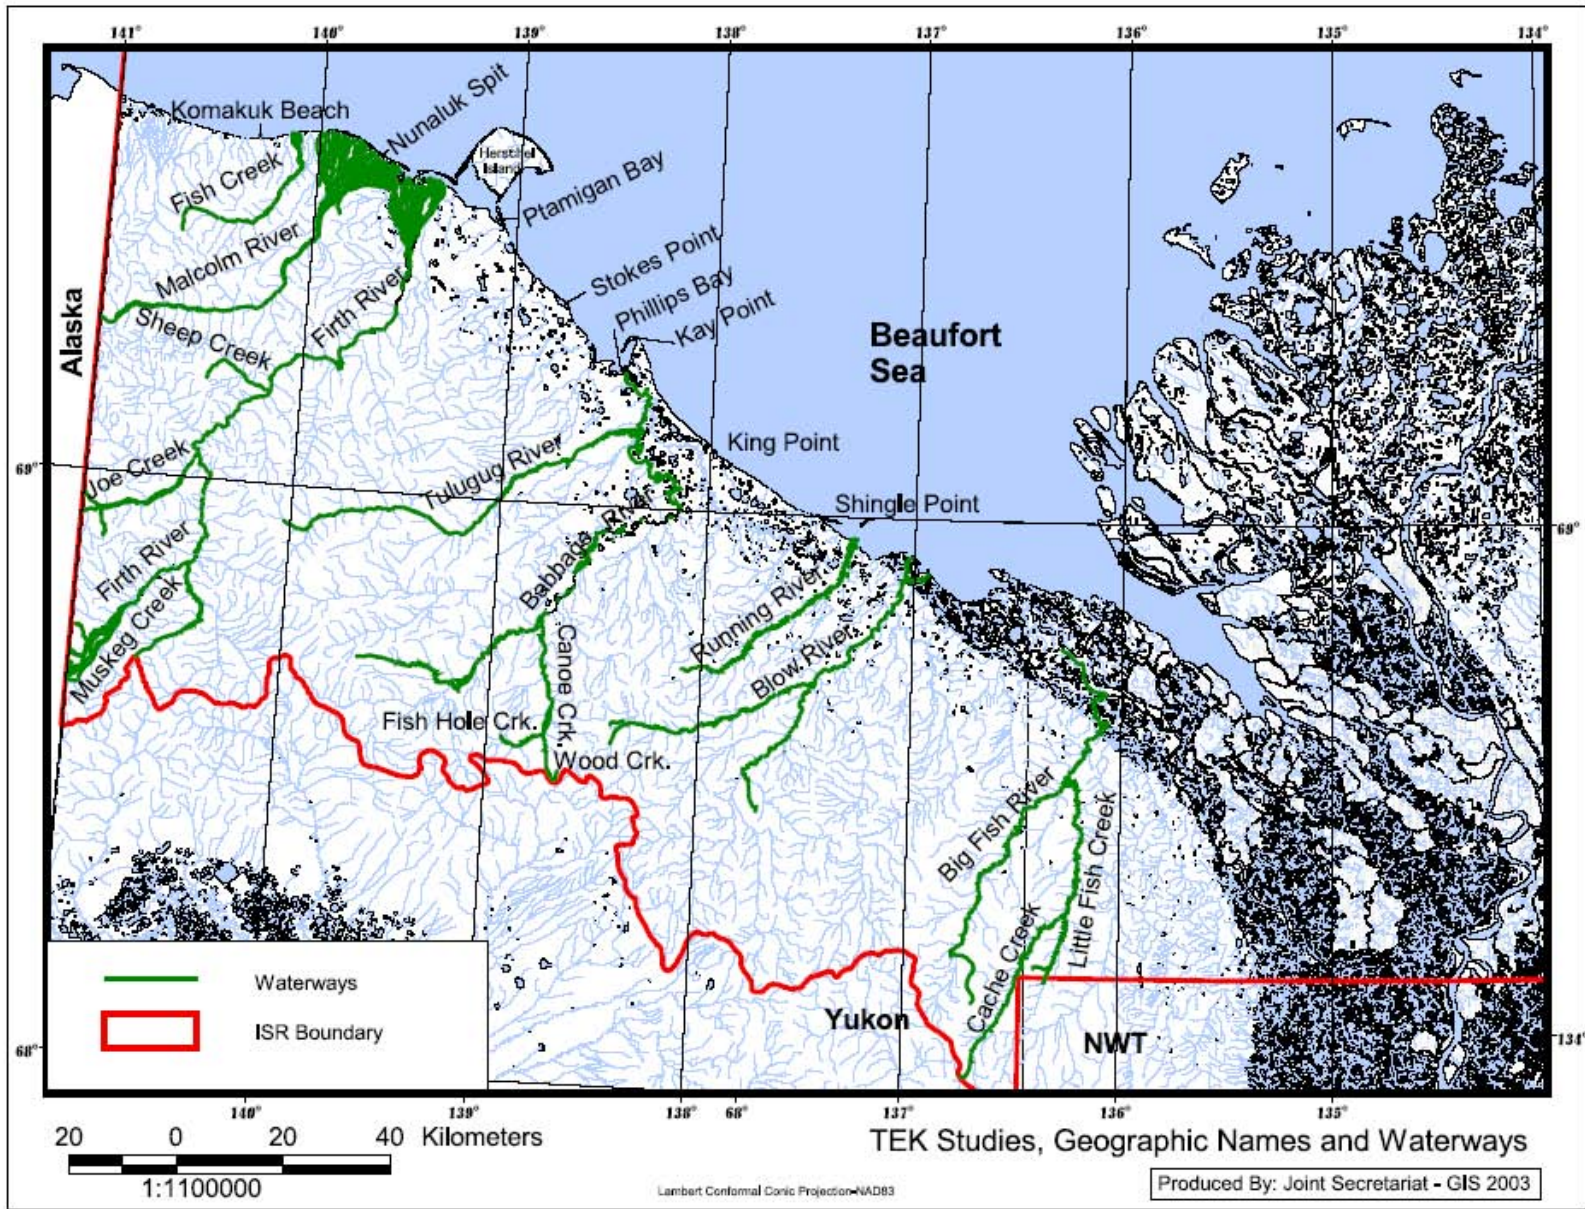 141° 140° 139° 138° 137° 136° 135° 134°
Komakuk Beach
Nunaluk Spit
Herschel
Island
Fish Creek
Ptamigan Bay
Malcolm River
Stokes Point
Phillips Bay
Kay Point
Firth River
Sheep Creek
Alaska
Beaufort
Sea
King Point
69°
Joe Creek
Tulugug River
Shingle Point
69°
Babbage River
Firth River
Muskeg Creek
Running River
Blow River
Canoe Crk.
Fish Hole Crk.
Wood Crk.
Big Fish River
Little Fish Creek
Cache Creek
Waterways
ISR Boundary
Yukon
NWT
68°
134°
140° 139° 138° 68° 137° 136° 135°
20 0 20 40 Kilometers
1:1100000
TEK Studies, Geographic Names and Waterways
Lambert Conformal Conic Projection-NAD83
Produced By: Joint Secretariat - GIS 2003